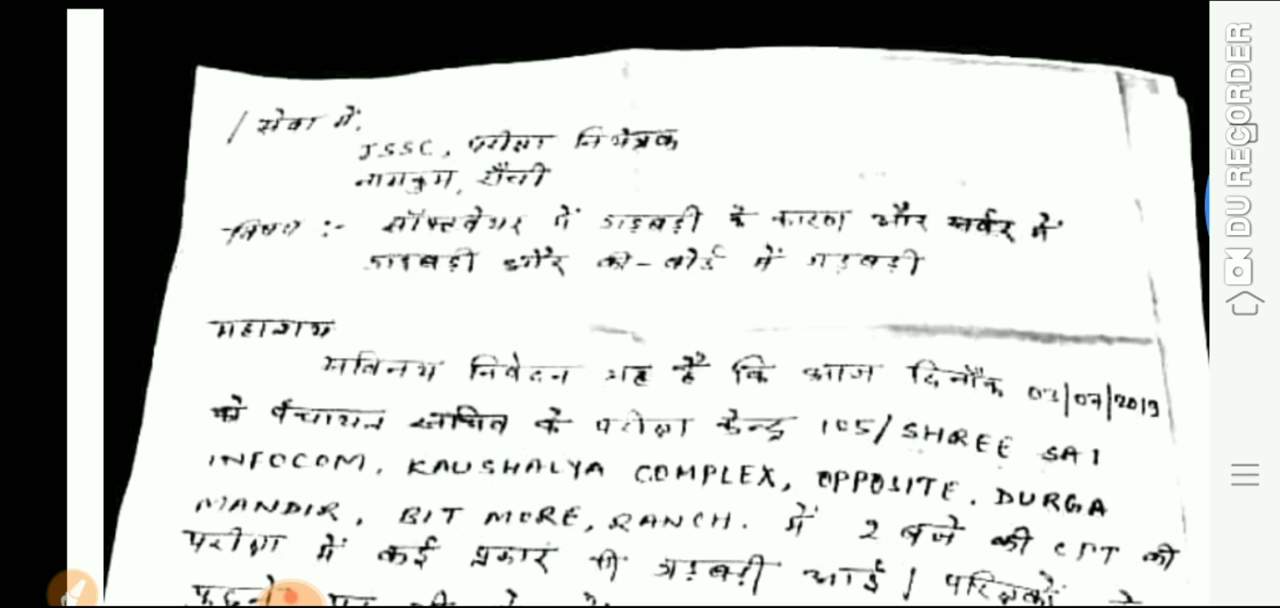 सेवा में,
JSSC, परीक्षा नियंत्रक
नामकुम, राँची
विषय :- सॉफ्टवेयर में गड़बड़ी के कारण और सर्वर में
गड़बड़ी और की-बोर्ड में गड़बड़ी
महाशय
सविनय निवेदन यह है कि आज दिनाँक 03/07/2019
को पंचायत सचिव के परीक्षा केन्द्र 105/SHREE SAI
INFOCOM, KAUSHALYA COMPLEX, OPPOSITE. DURGA
MANDIR, BIT MORE, RANCH. में 2 बजे की CPT की
परीक्षा में कई प्रकार की गड़बड़ी आई।
DU RECORDER